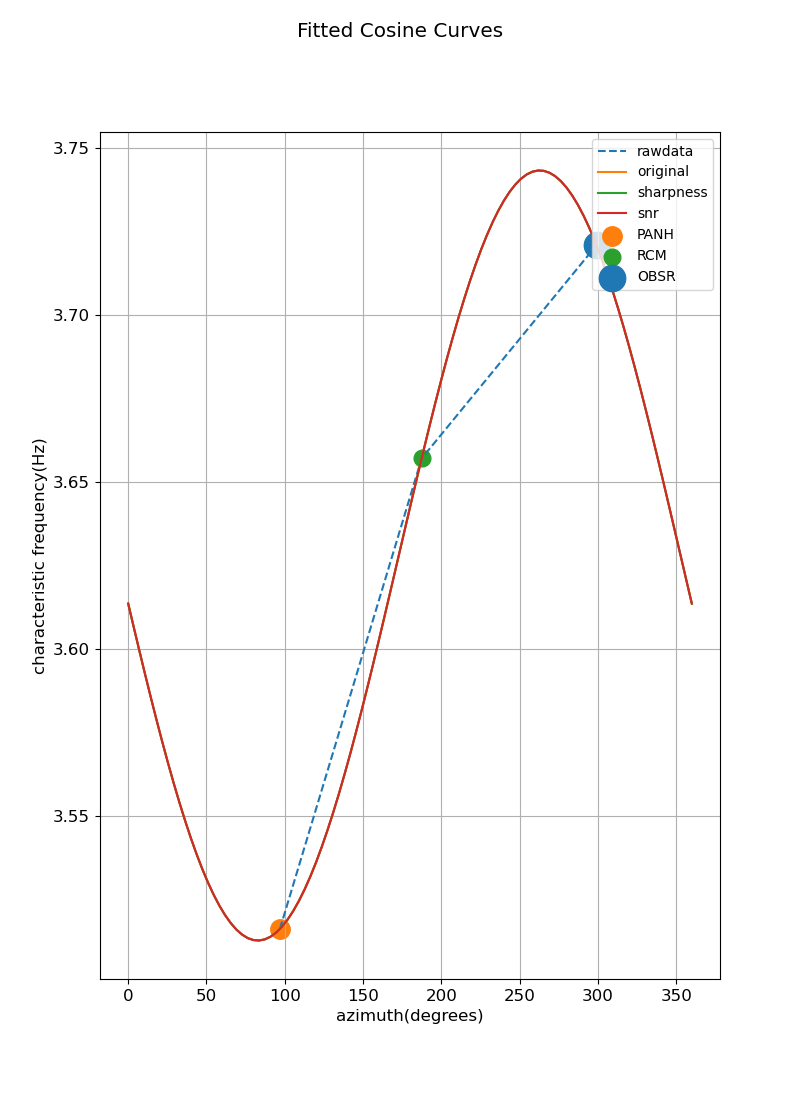 Fitted Cosine Curves
3.75
3.70
3.65
3.60
3.55
characteristic frequency(Hz)
rawdata
original
sharpness
snr
PANH
RCM
OBSR
0 50 100 150 200 250 300 350
azimuth(degrees)